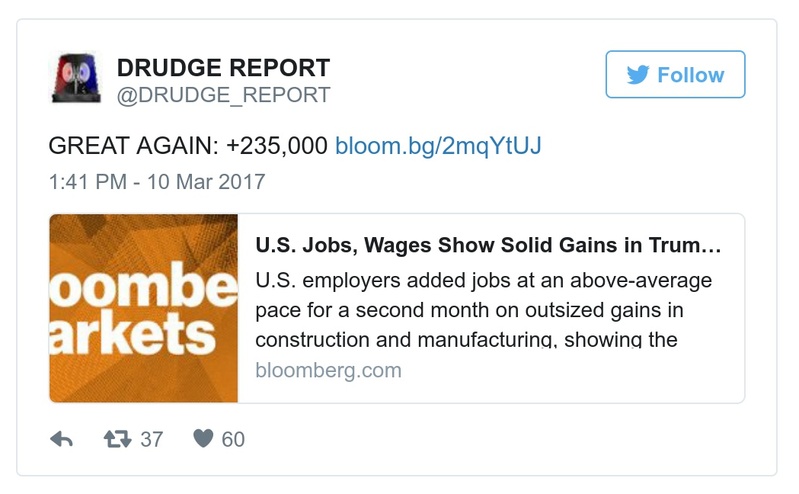 DRUDGE REPORT
@DRUDGE_REPORT
Follow
GREAT AGAIN: +235,000 bloom.bg/2mqYtUJ
1:41 PM - 10 Mar 2017
oombe
arkets
U.S. Jobs, Wages Show Solid Gains in Trum...
U.S. employers added jobs at an above-average
pace for a second month on outsized gains in
construction and manufacturing, showing the
bloomberg.com
37
60